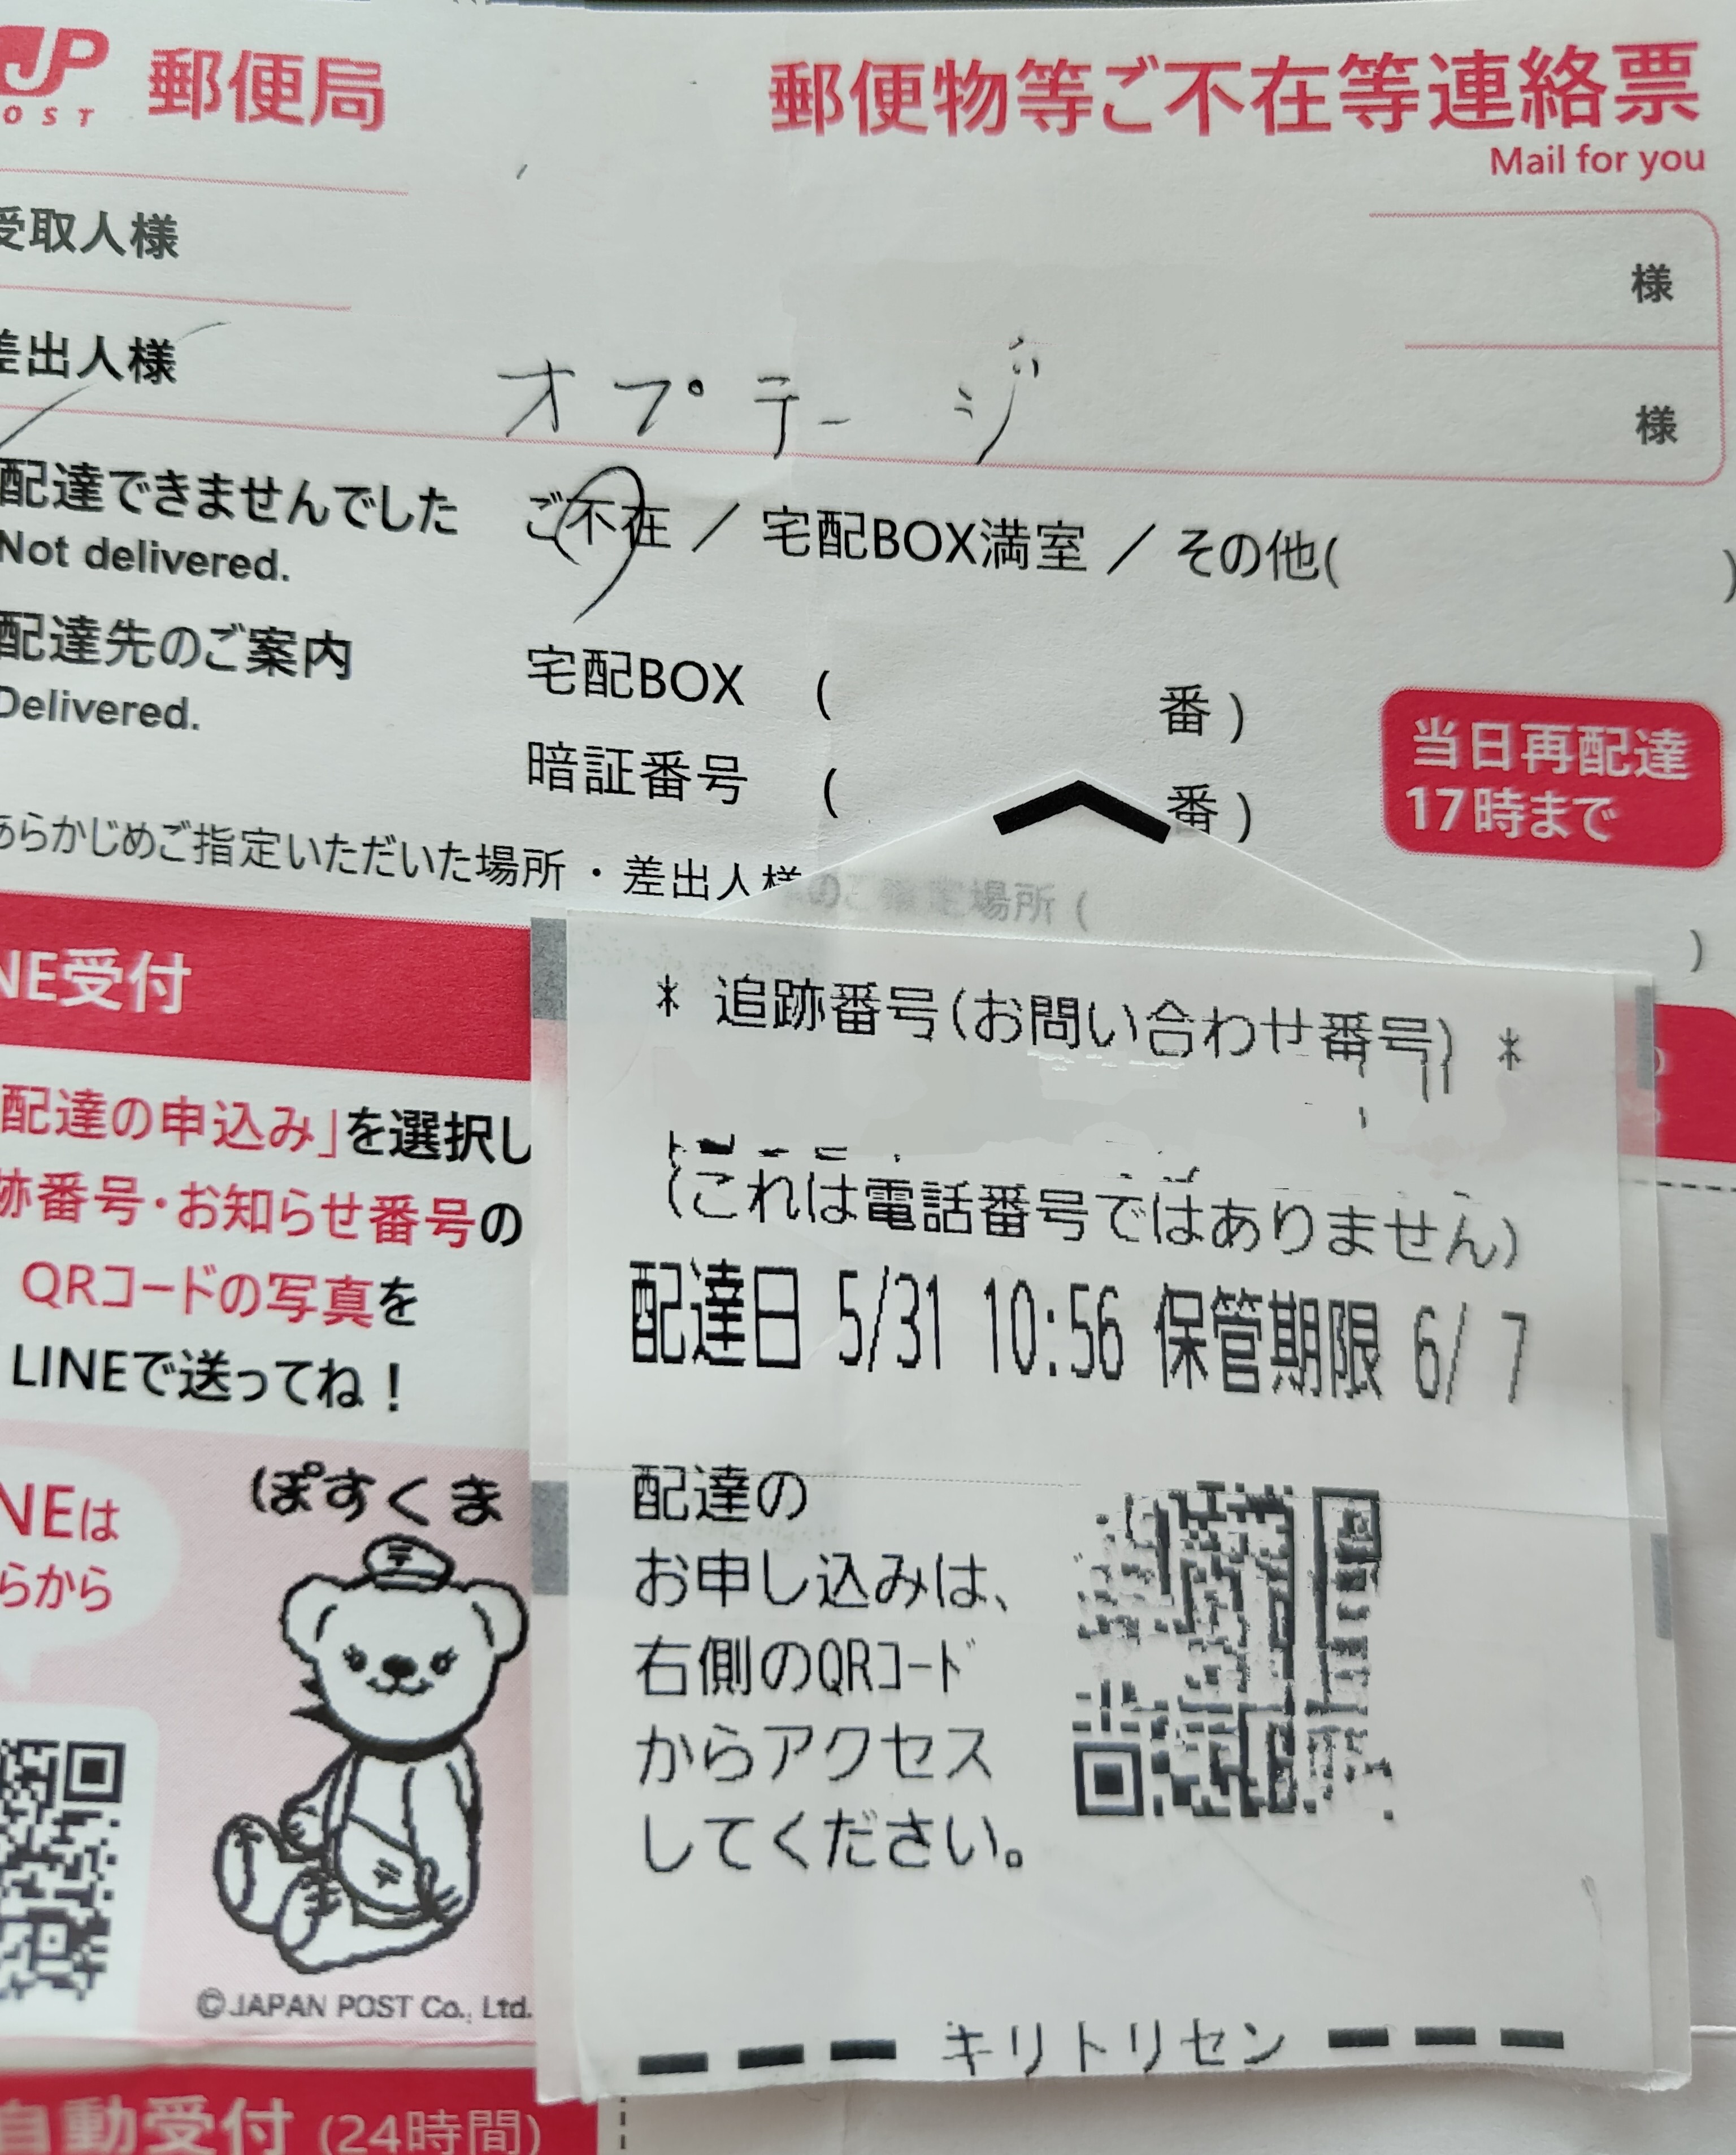 JP
OST 郵便局
郵便物等ご不在等連絡票
Mail for you
受取人様
様
差出人様 オプテージ 様
配達できませんでした ご不在 / 宅配BOX満室 / その他( )
Not delivered.
配達先のご案内 宅配BOX ( 番)
Delivered.
暗証番号 ( 番)
当日再配達
17時まで
あらかじめご指定いただいた場所・差出人様のご指定場所 ( )
NE受付
配達の申込み」を選択し
跡番号・お知らせ番号の
QRコードの写真を
LINEで送ってね!
NEは
らから
ぽすくま
©JAPAN POST Co., Ltd.
自動受付 (24時間)
* 追跡番号(お問い合わせ番号) *
(これは電話番号ではありません)
配達日 5/31 10:56 保管期限 6/ 7
配達の
お申し込みは、
右側のQRコード
からアクセス
してください。
キリトリセン